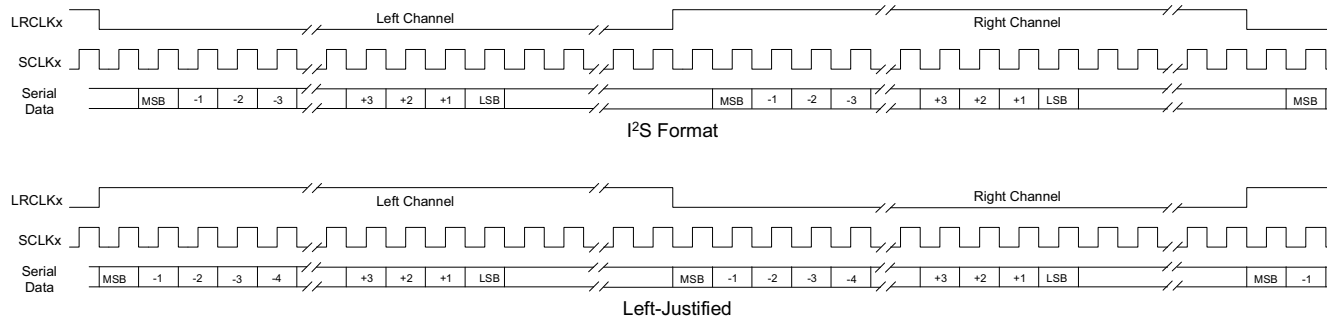 Left Channel
Right Channel
LRCLKx
SCLKx
Serial
Data
MSB -1 -2 -3 +3 +2 +1 LSB MSB -1 -2 -3 +3 +2 +1 LSB MSB
I²S Format
LRCLKx
Left Channel
Right Channel
SCLKx
Serial
Data
MSB -1 -2 -3 -4 +3 +2 +1 LSB MSB -1 -2 -3 -4 +3 +2 +1 LSB MSB -1
Left-Justified